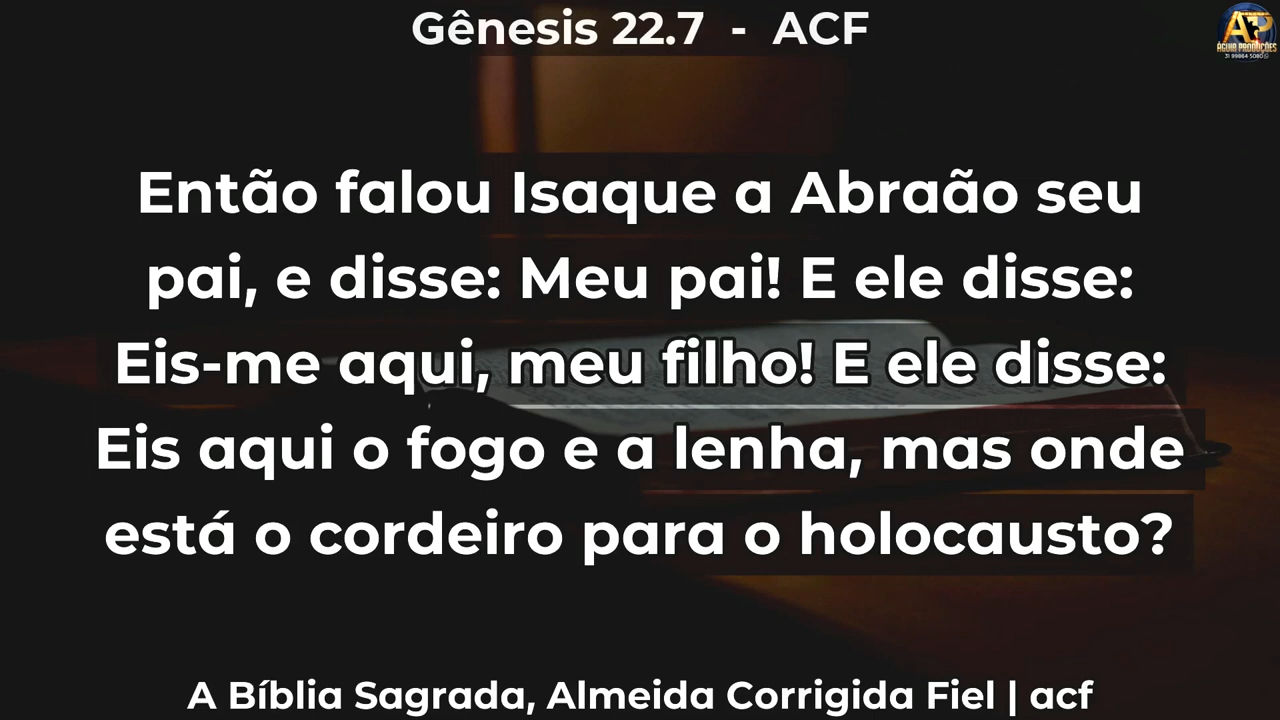 Gênesis 22.7 - ACF
ÁGUIA PRODUÇÕES
Então falou Isaque a Abraão seu
pai, e disse: Meu pai! E ele disse:
Eis-me aqui, meu filho! E ele disse:
Eis aqui o fogo e a lenha, mas onde
está o cordeiro para o holocausto?
A Bíblia Sagrada, Almeida Corrigida Fiel | acf